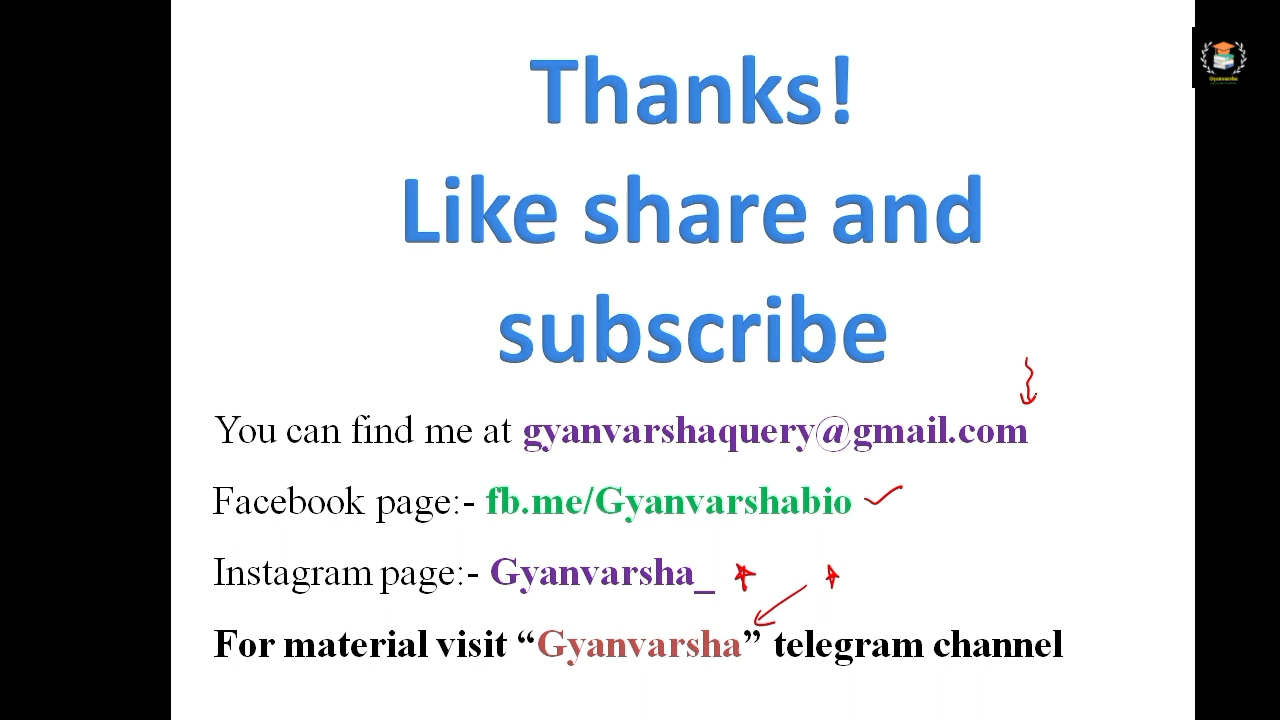 Thanks!
Like share and
subscribe
You can find me at gyanvarshaquery@gmail.com
Facebook page:- fb.me/Gyanvarshabio
Instagram page:- Gyanvarsha_
For material visit “Gyanvarsha” telegram channel
Gyanvarsha